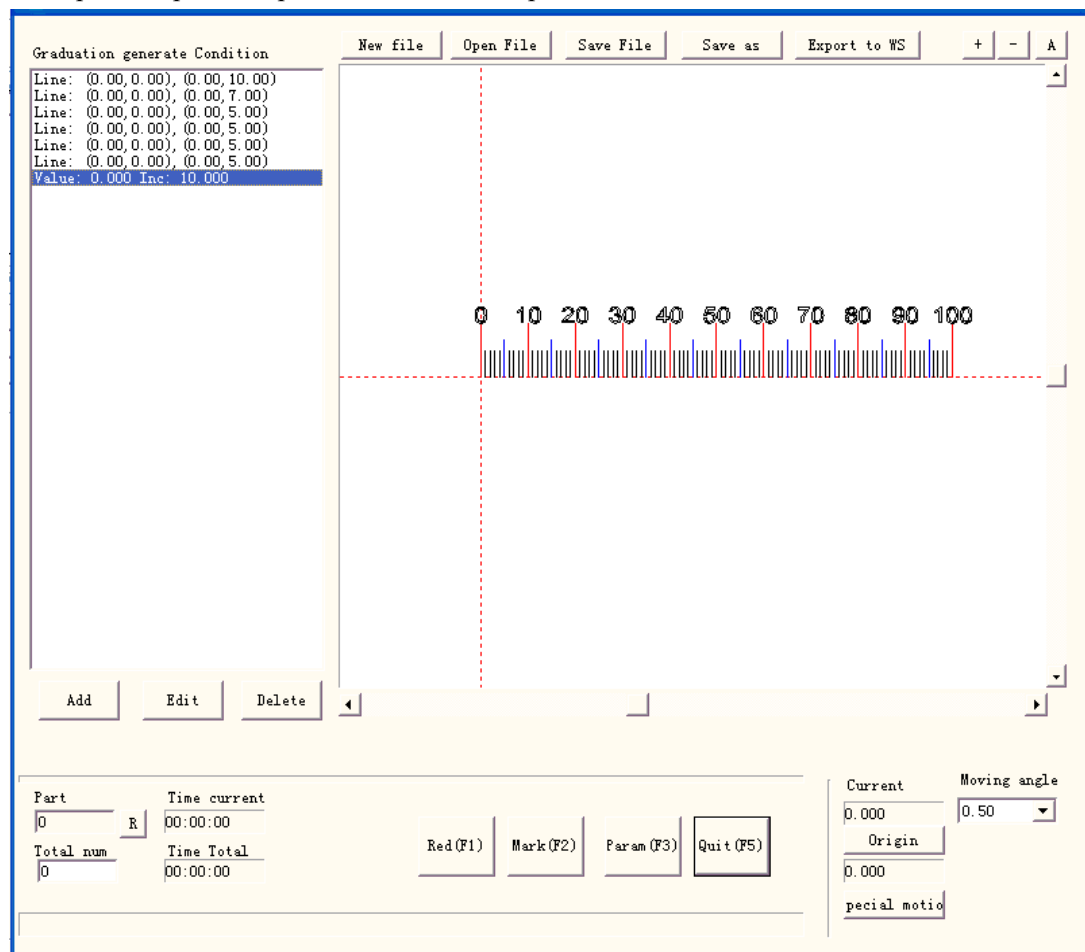 New file Open File Save File Save as Export to WS + - A
Graduation generate Condition
Line: (0.00,0.00), (0.00,10.00)
Line: (0.00,0.00), (0.00,7.00)
Line: (0.00,0.00), (0.00,5.00)
Line: (0.00,0.00), (0.00,5.00)
Line: (0.00,0.00), (0.00,5.00)
Line: (0.00,0.00), (0.00,5.00)
Value: 0.000 Inc: 10.000
0 10 20 30 40 50 60 70 80 90 100
Add Edit Delete
Part Time current
0 R 00:00:00
Total num Time Total
0 00:00:00
Red(F1) Mark(F2) Param(F3) Quit(F5)
Current Moving angle
0.000 0.50
Origin
0.000
pecial motio